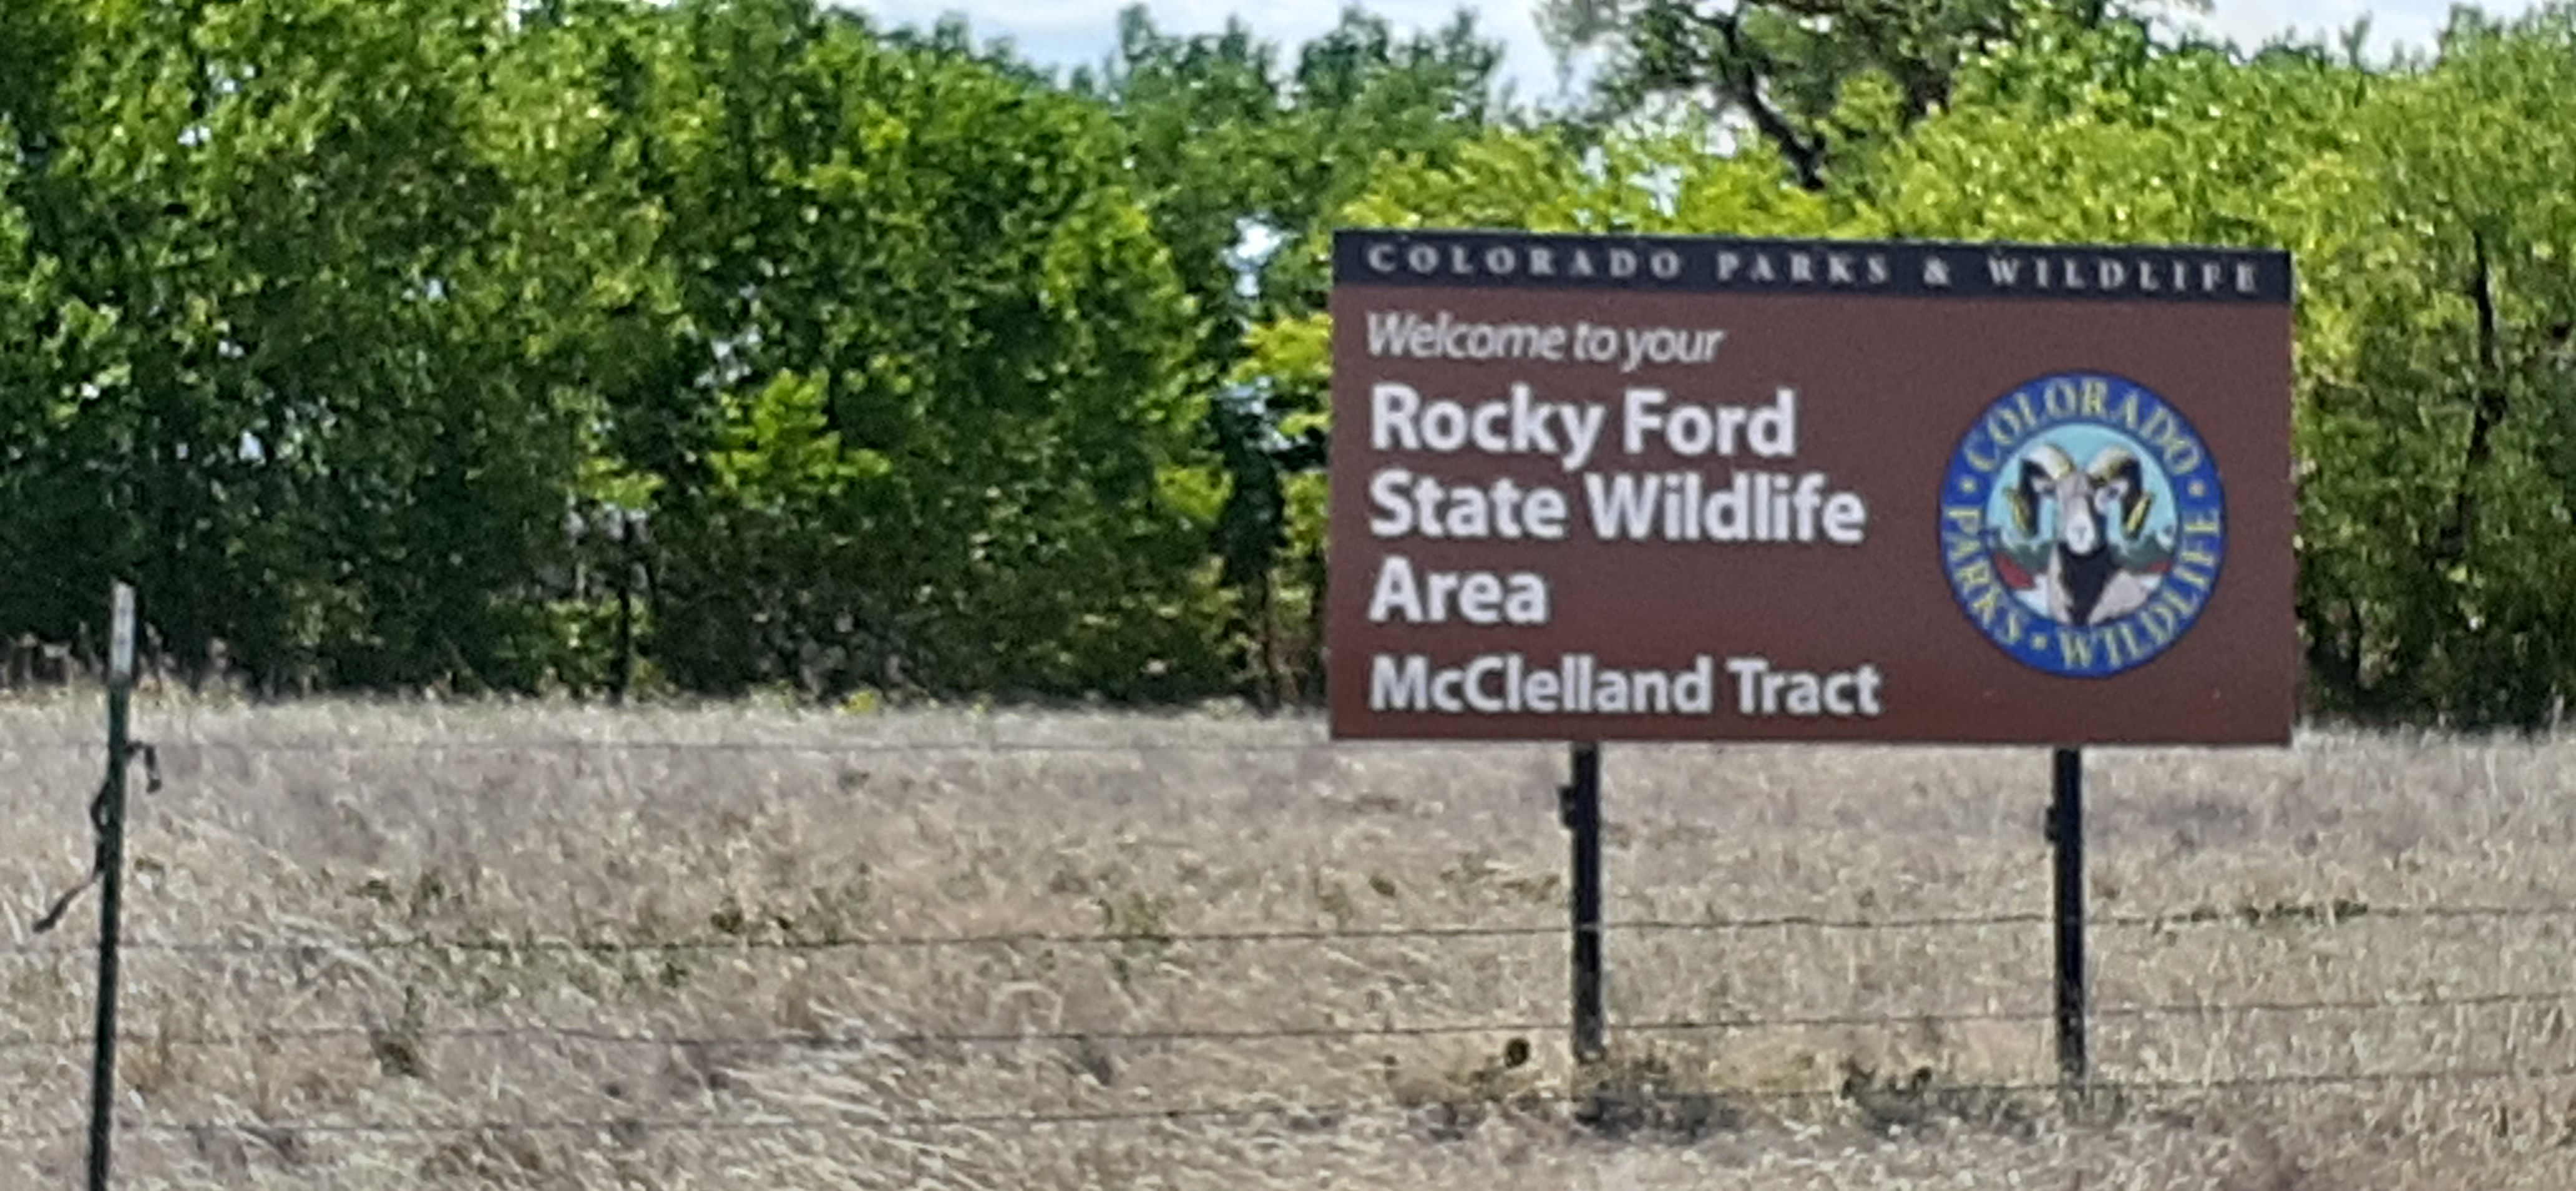 COLORADO PARKS & WILDLIFE
Welcome to your
Rocky Ford
State Wildlife
Area
McClelland Tract
COLORADO
PARKS • WILDLIFE